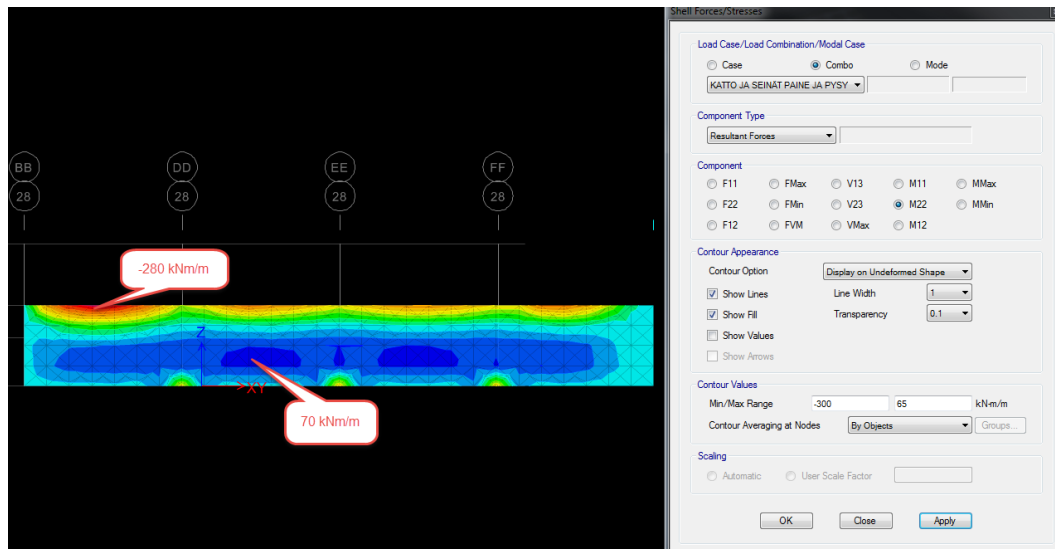 BB DD EE FF
28 28 28 28
-280 kNm/m
Z
XY
70 kNm/m
Shell Forces/Stresses
Load Case/Load Combination/Modal Case
Case Combo Mode
KATTO JA SEINÄT PAINE JA PYSY
Component Type
Resultant Forces
Component
F11 FMax V13 M11 MMax
F22 FMin V23 M22 MMin
F12 FVM VMax M12
Contour Appearance
Contour Option Display on Undeformed Shape
Show Lines Line Width 1
Show Fill Transparency 0.1
Show Values
Show Arrows
Contour Values
Min/Max Range -300 65 kN-m/m
Contour Averaging at Nodes By Objects Groups...
Scaling
Automatic User Scale Factor
OK Close Apply